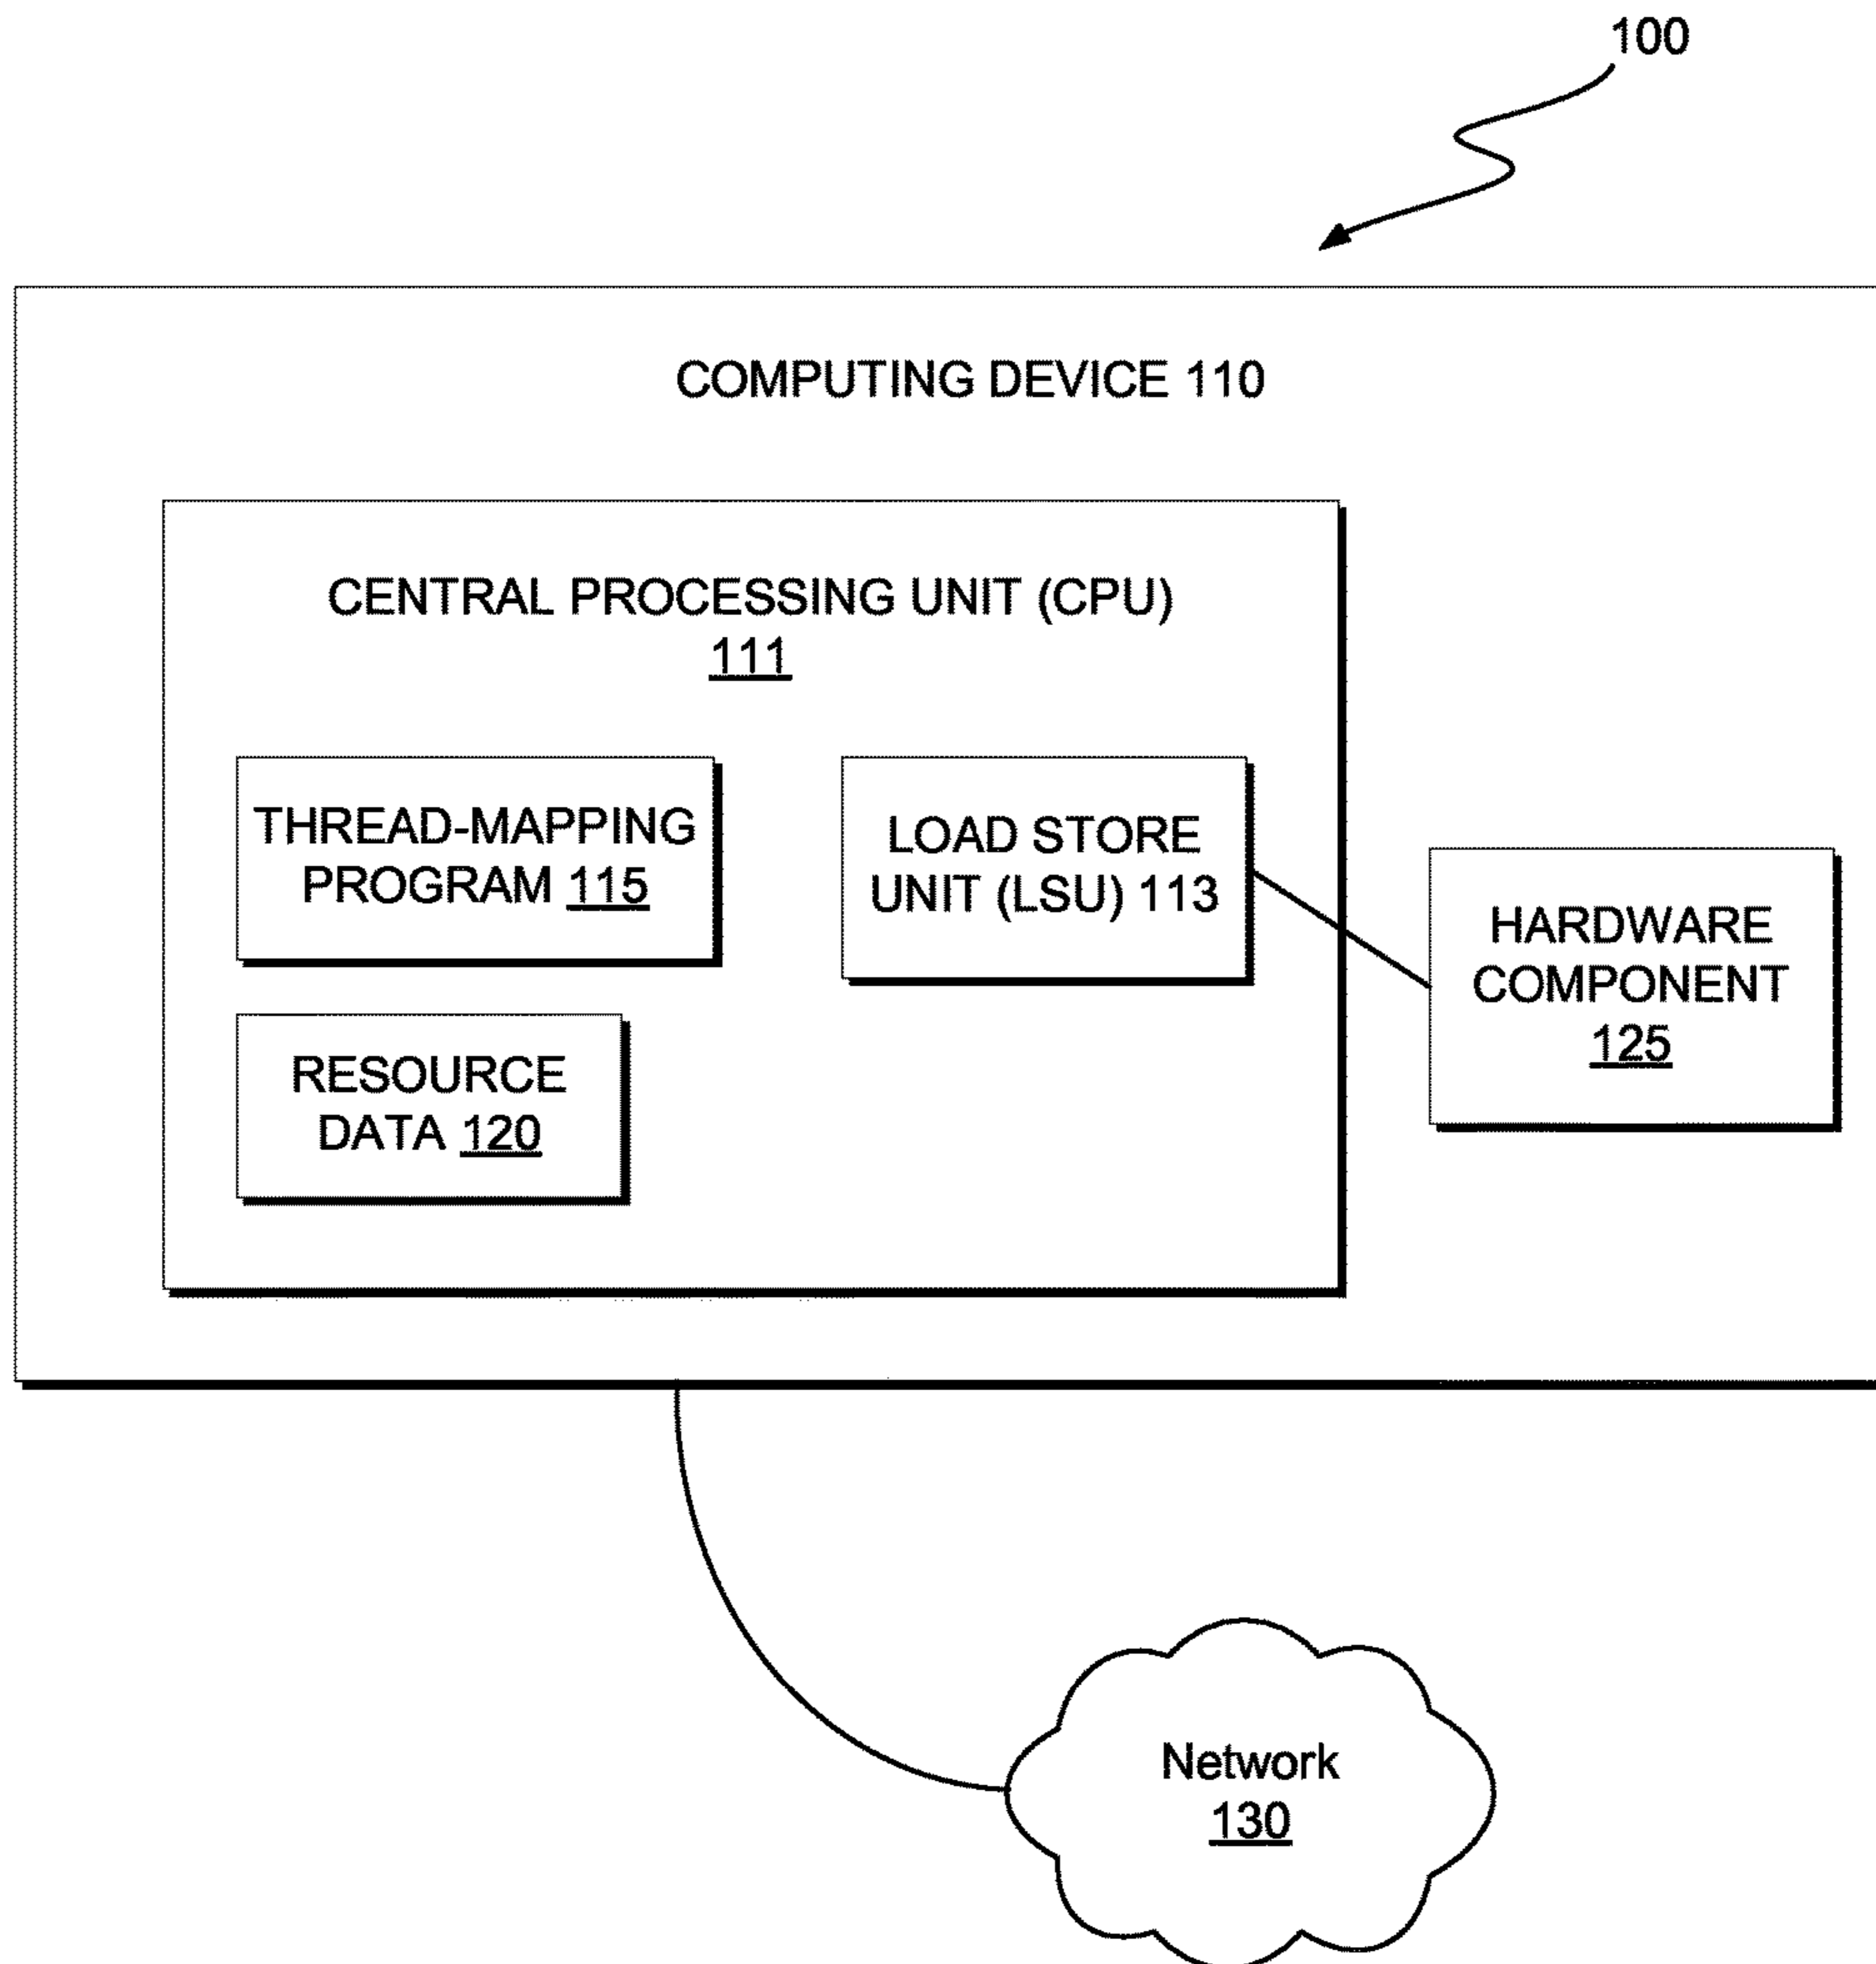 100
COMPUTING DEVICE 110
CENTRAL PROCESSING UNIT (CPU)
111
THREAD-MAPPING
PROGRAM 115
LOAD STORE
UNIT (LSU) 113
HARDWARE
COMPONENT
125
RESOURCE
DATA 120
Network
130